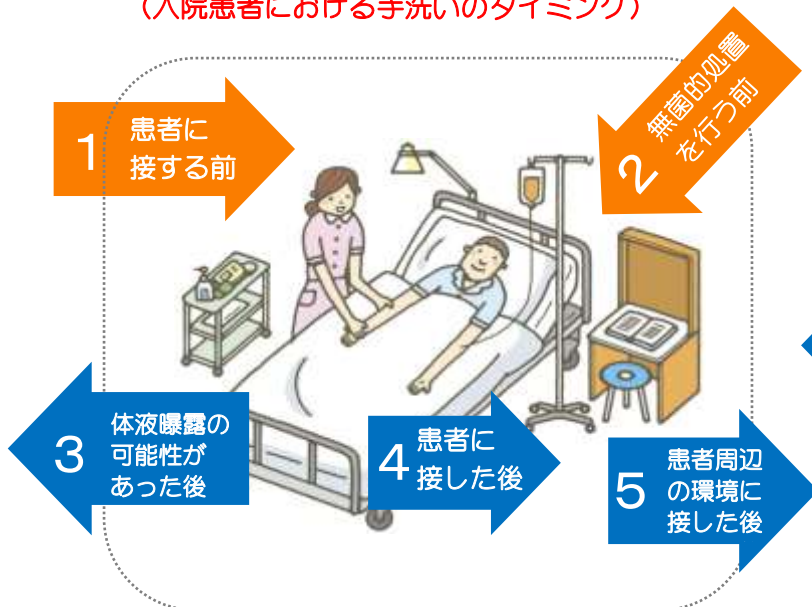 （入院患者における手洗いのタイミング）
1
患者に
接する前
2
無菌的処置
を行う前
3
体液曝露の
可能性が
あった後
4
患者に
接した後
5
患者周辺
の環境に
接した後